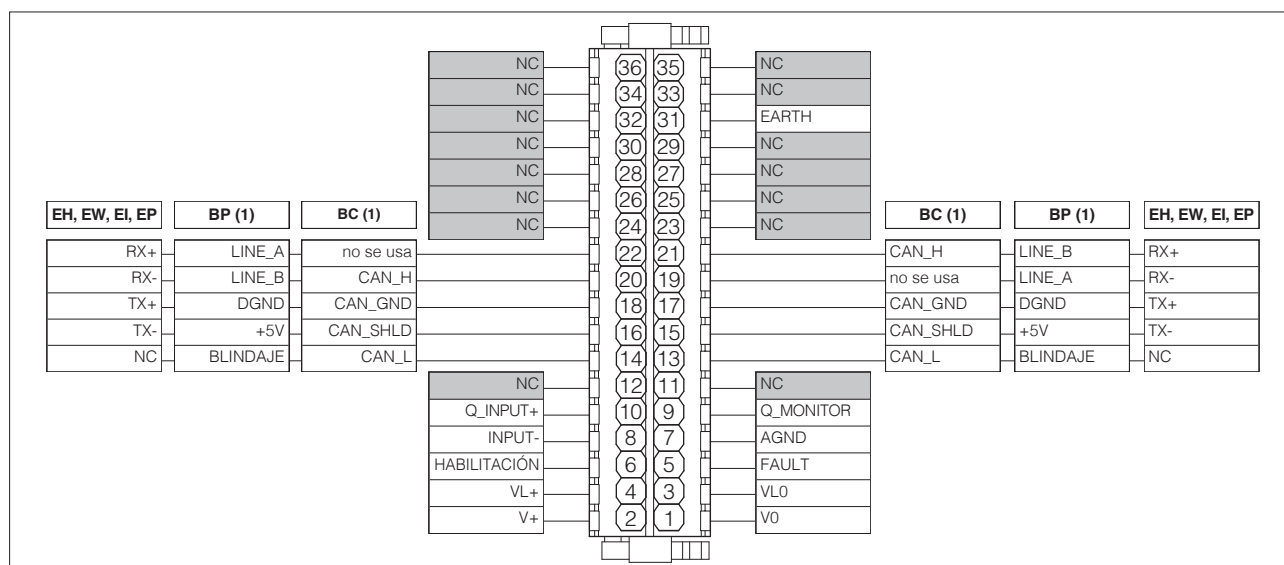 NC 36 35 NC
NC 34 33 NC
NC 32 31 EARTH
NC 30 29 NC
NC 28 27 NC
NC 26 25 NC
EH, EW, EI, EP BP (1) BC (1) NC 24 23 NC BC (1) BP (1) EH, EW, EI, EP
RX+ LINE_A no se usa 22 21 CAN_H LINE_B RX+
RX- LINE_B CAN_H 20 19 no se usa LINE_A RX-
TX+ DGND CAN_GND 18 17 CAN_GND DGND TX+
TX- +5V CAN_SHLD 16 15 CAN_SHLD +5V TX-
NC BLINDAJE CAN_L 14 13 CAN_L BLINDAJE NC
NC 12 11 NC
Q_INPUT+ 10 9 Q_MONITOR
INPUT- 8 7 AGND
HABILITACIÓN 6 5 FAULT
VL+ 4 3 VL0
V+ 2 1 V0